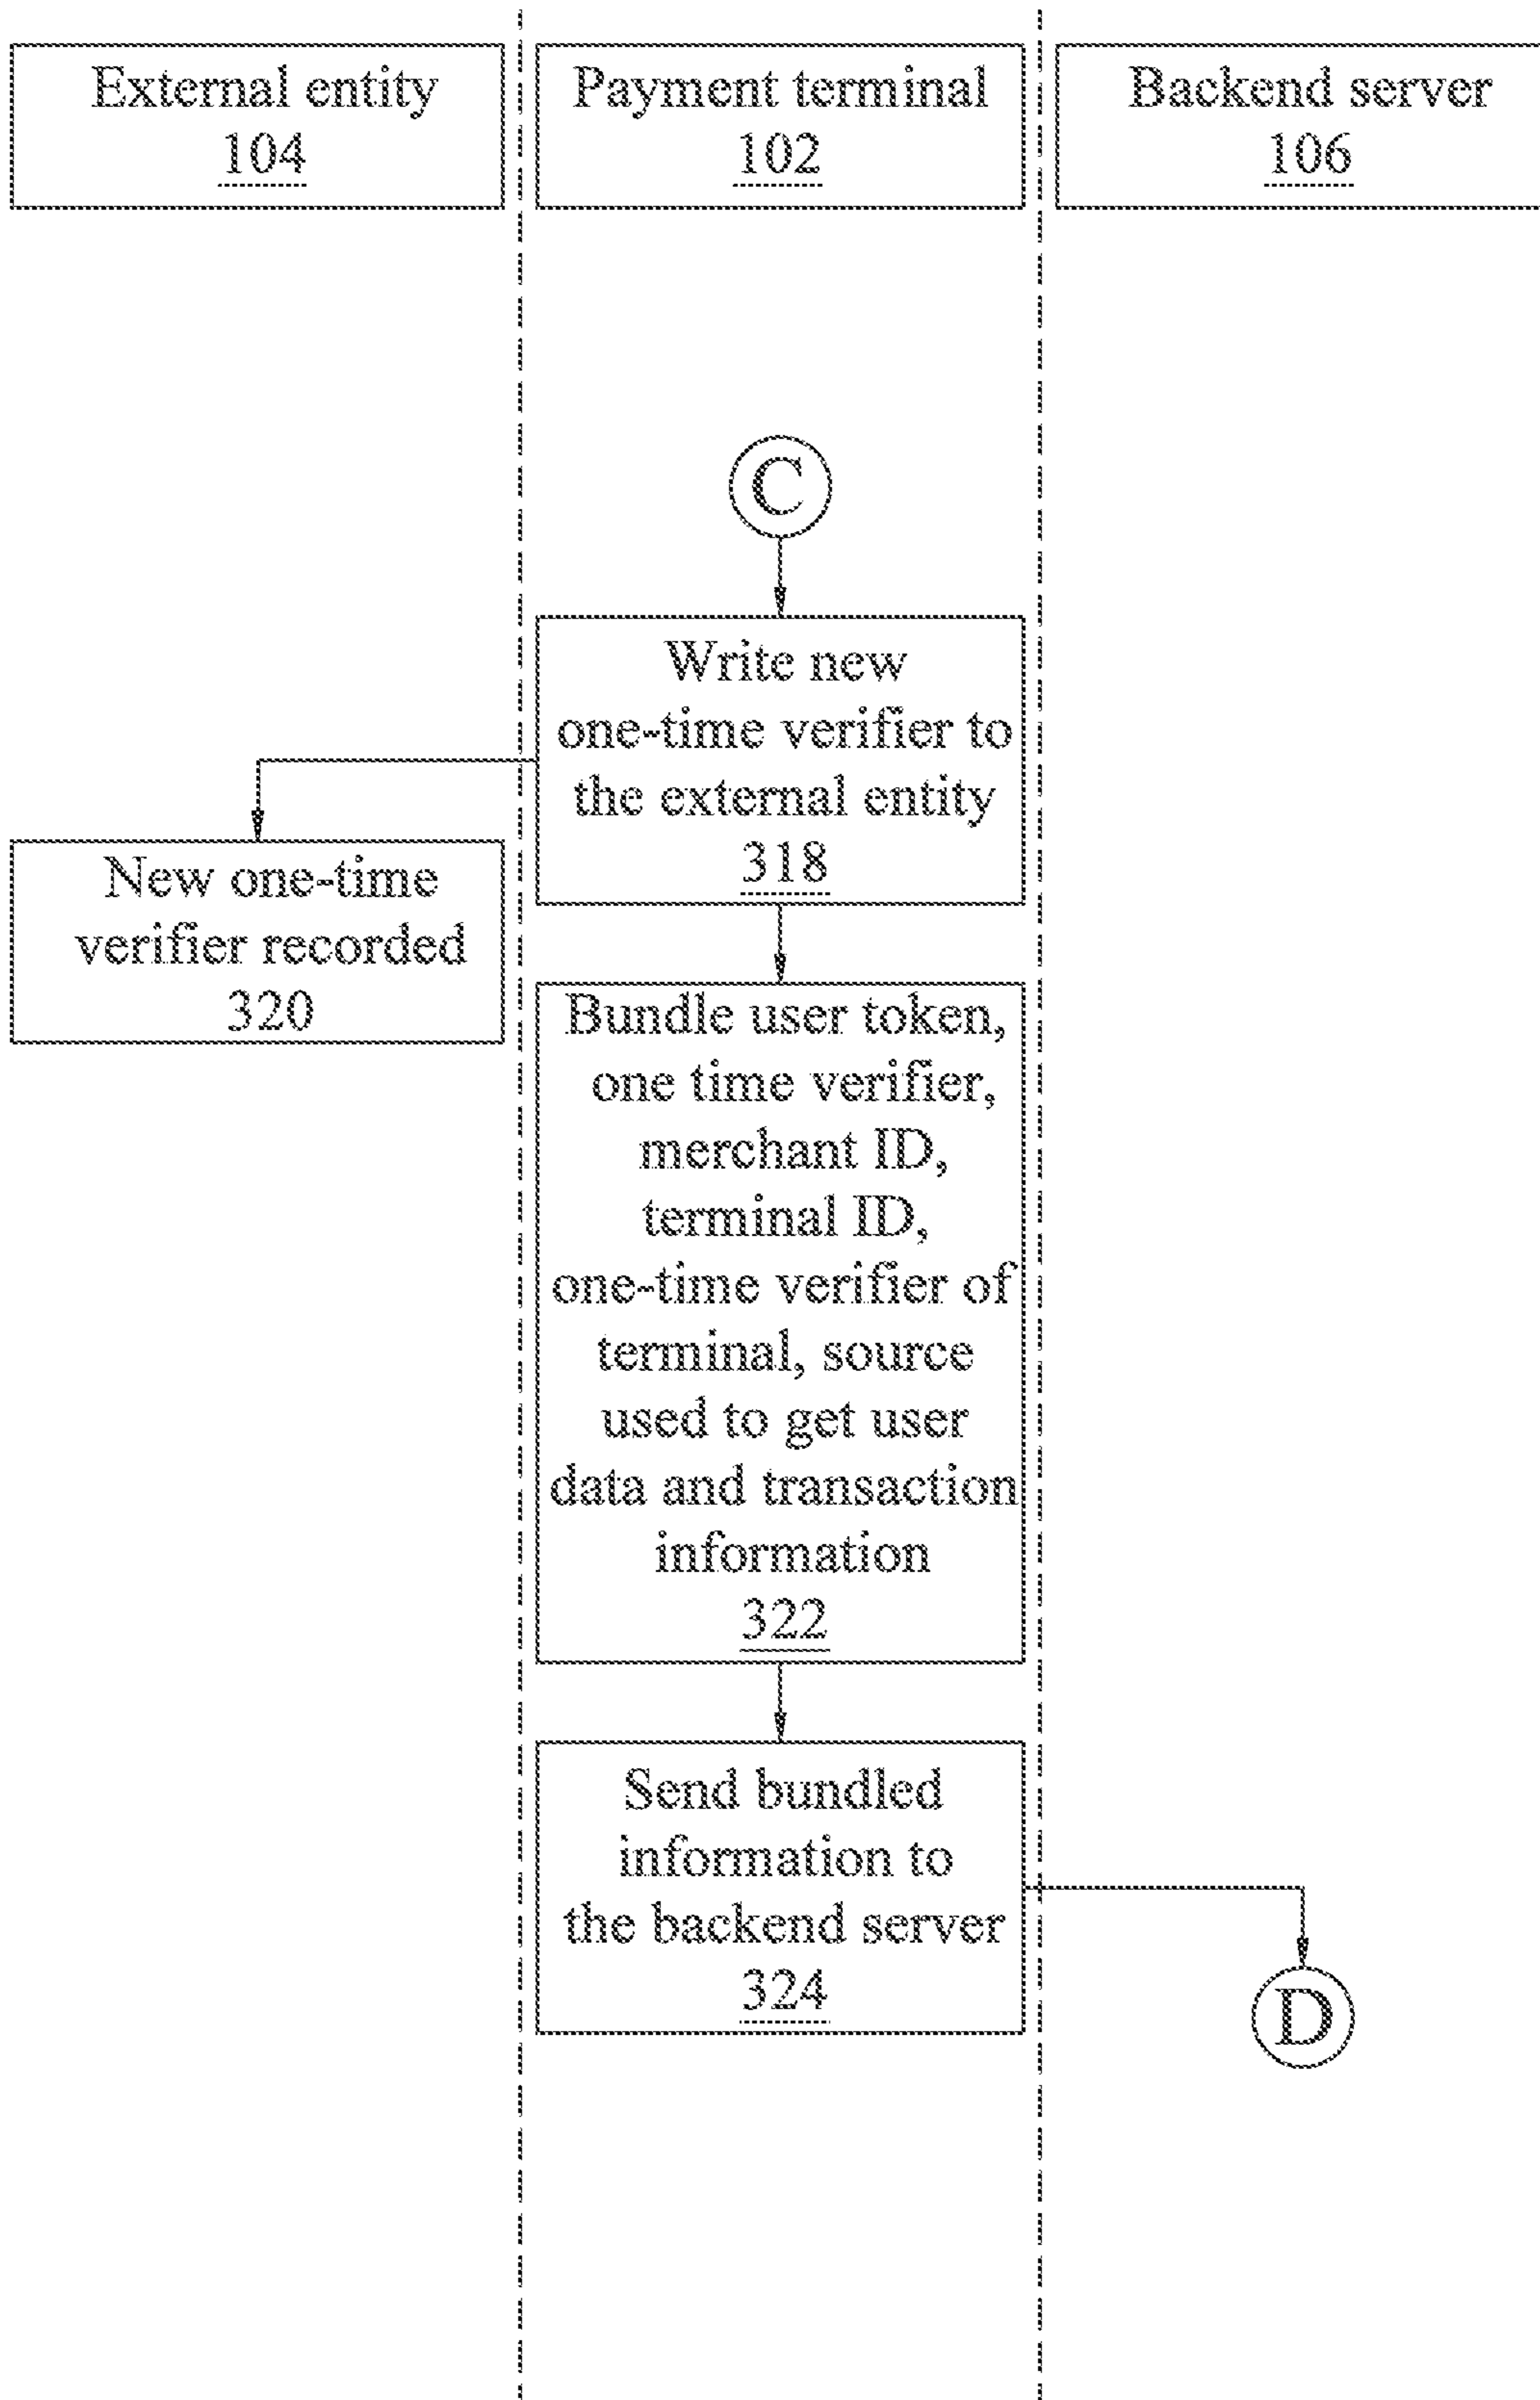 External entity
104
Payment terminal
102
Backend server
106
C
Write new
one-time verifier to
the external entity
318
New one-time
verifier recorded
320
Bundle user token,
one time verifier,
merchant ID,
terminal ID,
one-time verifier of
terminal, source
used to get user
data and transaction
information
322
Send bundled
information to
the backend server
324
D